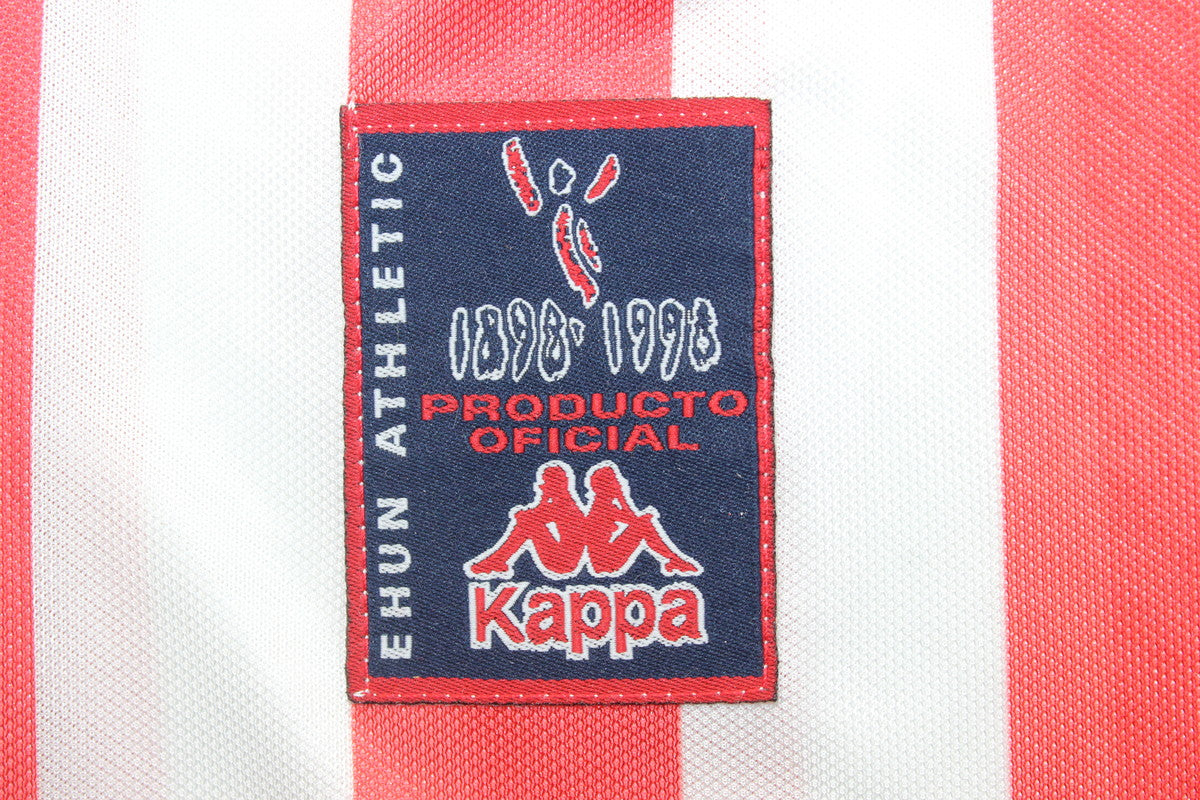 EHUN ATHLETIC
1898' 1998
PRODUCTO
OFICIAL
Kappa